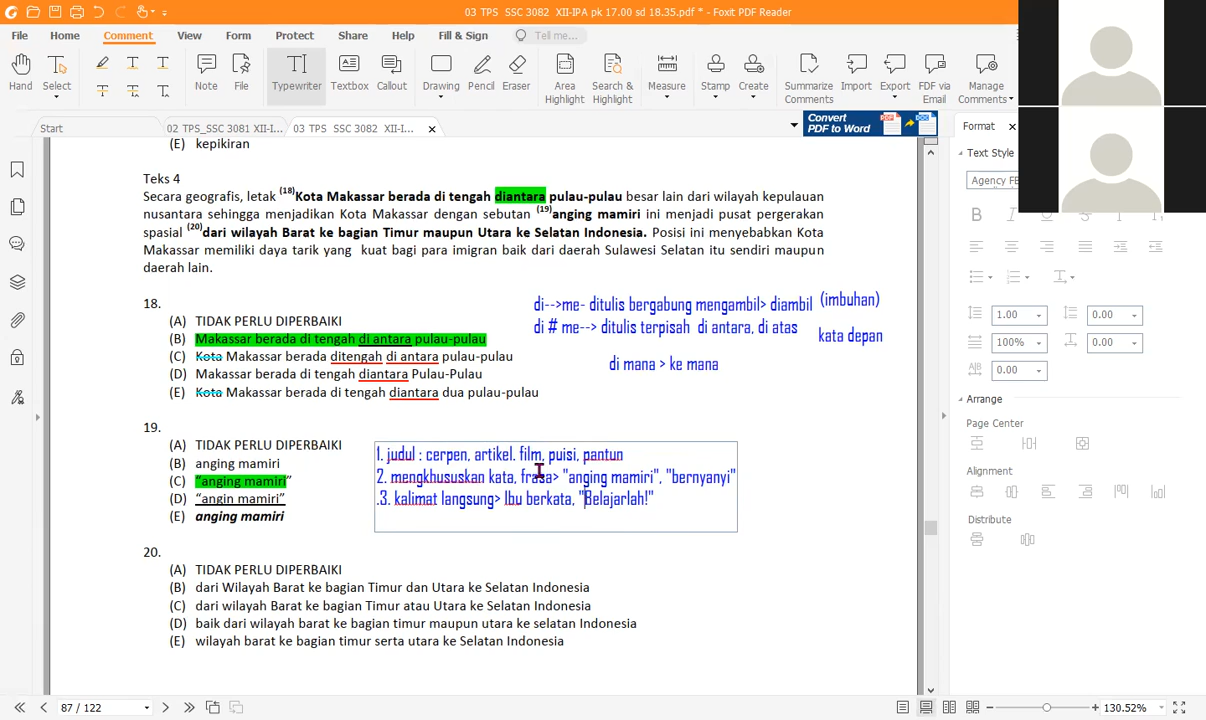 03 TPS SSC 3082 XII-IPA pk 17.00 sd 18.35.pdf * - Foxit PDF Reader
File Home Comment View Form Protect Share Help Fill & Sign Tell me...
Hand Select Note File Typewriter Textbox Callout Drawing Pencil Eraser Area Highlight Search & Highlight Measure Stamp Create Summarize Comments Import Export FDF via Email Manage Comments
Start 02 TPS_SSC 3081 XII-I... 03 TPS SSC 3082 XII-I...
Convert PDF to Word
Format
Text Style
Agency FB
1.00 0.00
100% 0.00
0.00
Arrange
Page Center
Alignment
Distribute
(E) kepikiran
Teks 4
Secara geografis, letak (18)Kota Makassar berada di tengah diantara pulau-pulau besar lain dari wilayah kepulauan
nusantara sehingga menjadikan Kota Makassar dengan sebutan (19)anging mamiri ini menjadi pusat pergerakan
spasial (20)dari wilayah Barat ke bagian Timur maupun Utara ke Selatan Indonesia. Posisi ini menyebabkan Kota
Makassar memiliki daya tarik yang kuat bagi para imigran baik dari daerah Sulawesi Selatan itu sendiri maupun
daerah lain.
18.
(A) TIDAK PERLU DIPERBAIKI
(B) Makassar berada di tengah di antara pulau-pulau
(C) Kota Makassar berada ditengah di antara pulau-pulau
(D) Makassar berada di tengah diantara Pulau-Pulau
(E) Kota Makassar berada di tengah diantara dua pulau-pulau
di-->me- ditulis bergabung mengambil> diambil (imbuhan)
di # me--> ditulis terpisah di antara, di atas kata depan
di mana > ke mana
19.
(A) TIDAK PERLU DIPERBAIKI
(B) anging mamiri
(C) “anging mamiri”
(D) “angin mamiri”
(E) anging mamiri
1. judul : cerpen, artikel. film, puisi, pantun
2. mengkhususkan kata, frasa> "anging mamiri", "bernyanyi"
.3. kalimat langsung> Ibu berkata, "Belajarlah!"
20.
(A) TIDAK PERLU DIPERBAIKI
(B) dari Wilayah Barat ke bagian Timur dan Utara ke Selatan Indonesia
(C) dari wilayah Barat ke bagian Timur atau Utara ke Selatan Indonesia
(D) baik dari wilayah barat ke bagian timur maupun utara ke selatan Indonesia
(E) wilayah barat ke bagian timur serta utara ke Selatan Indonesia
87 / 122
130.52%